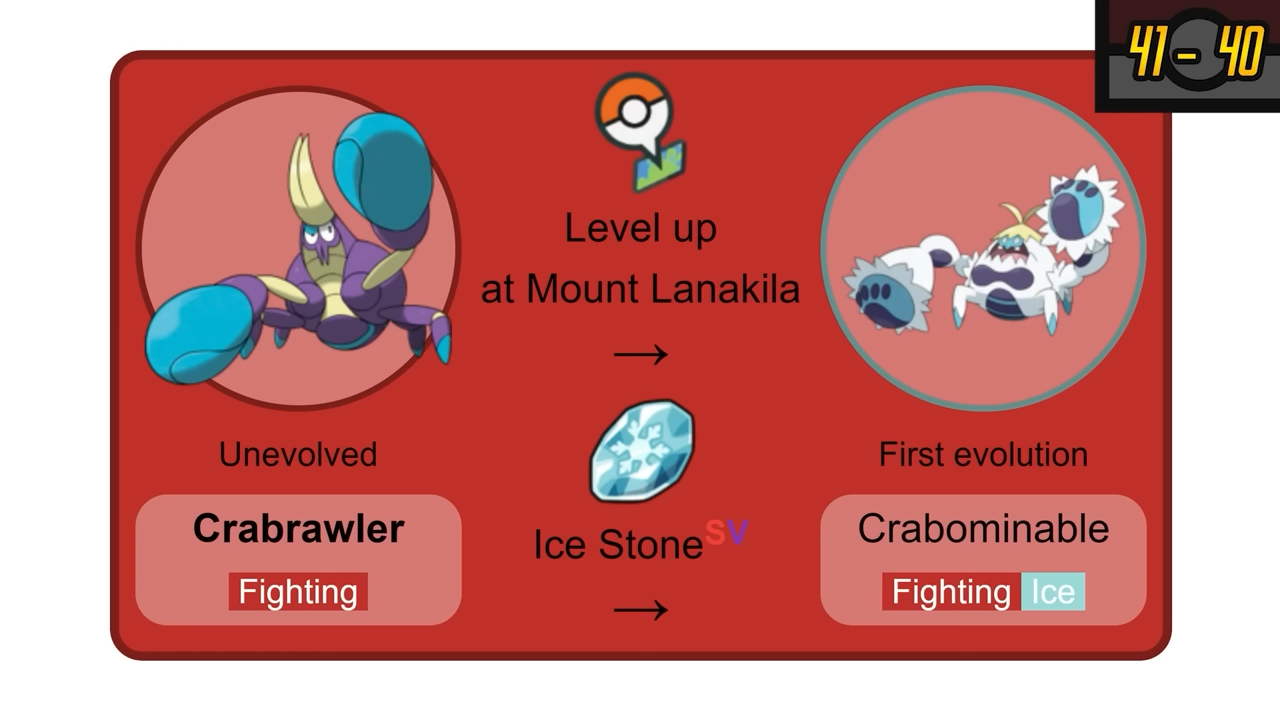 41 - 40
Level up
at Mount Lanakila
→
Unevolved
First evolution
Crabrawler
Fighting
Ice Stone SV
→
Crabominable
Fighting Ice